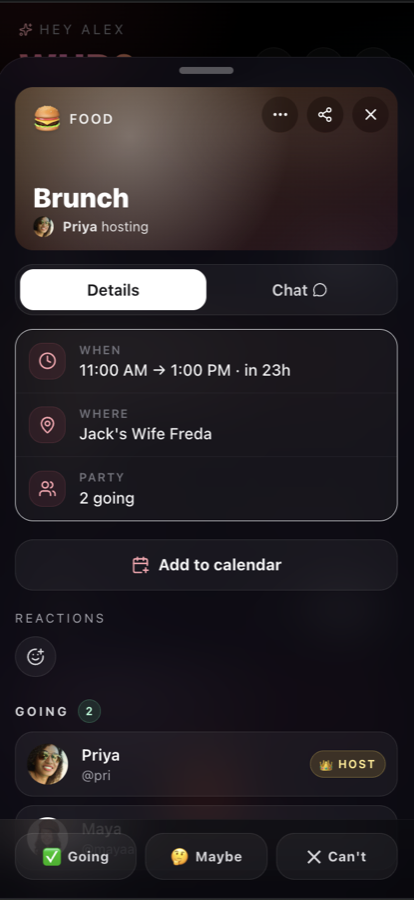 HEY ALEX
FOOD
Brunch
Priya hosting
Details
Chat
WHEN
11:00 AM → 1:00 PM · in 23h
WHERE
Jack's Wife Freda
PARTY
2 going
Add to calendar
REACTIONS
GOING 2
Priya
@pri
HOST
Maya
Going
Maybe
Can't